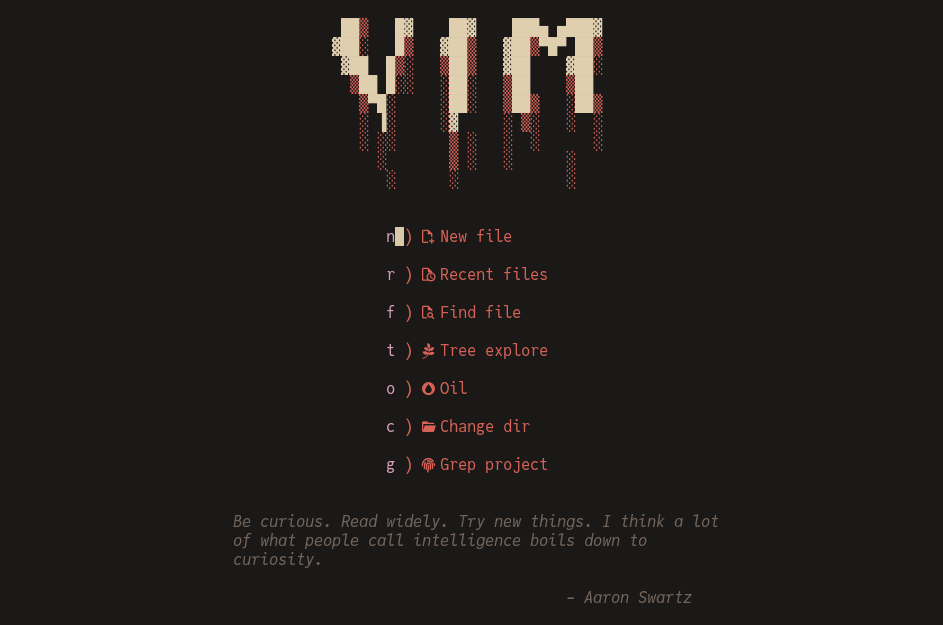 VIM
n ) New file
r ) Recent files
f ) Find file
t ) Tree explore
o ) Oil
c ) Change dir
g ) Grep project
Be curious. Read widely. Try new things. I think a lot
of what people call intelligence boils down to
curiosity.
– Aaron Swartz